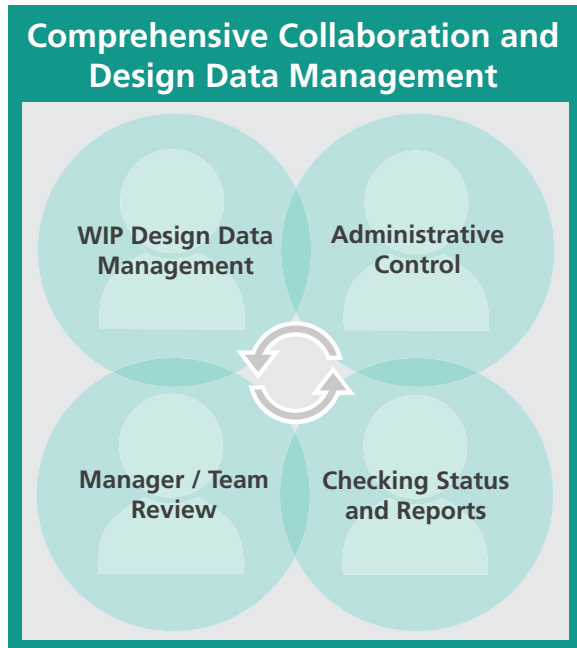 Comprehensive Collaboration and
Design Data Management
WIP Design Data
Management
Administrative
Control
Manager / Team
Review
Checking Status
and Reports